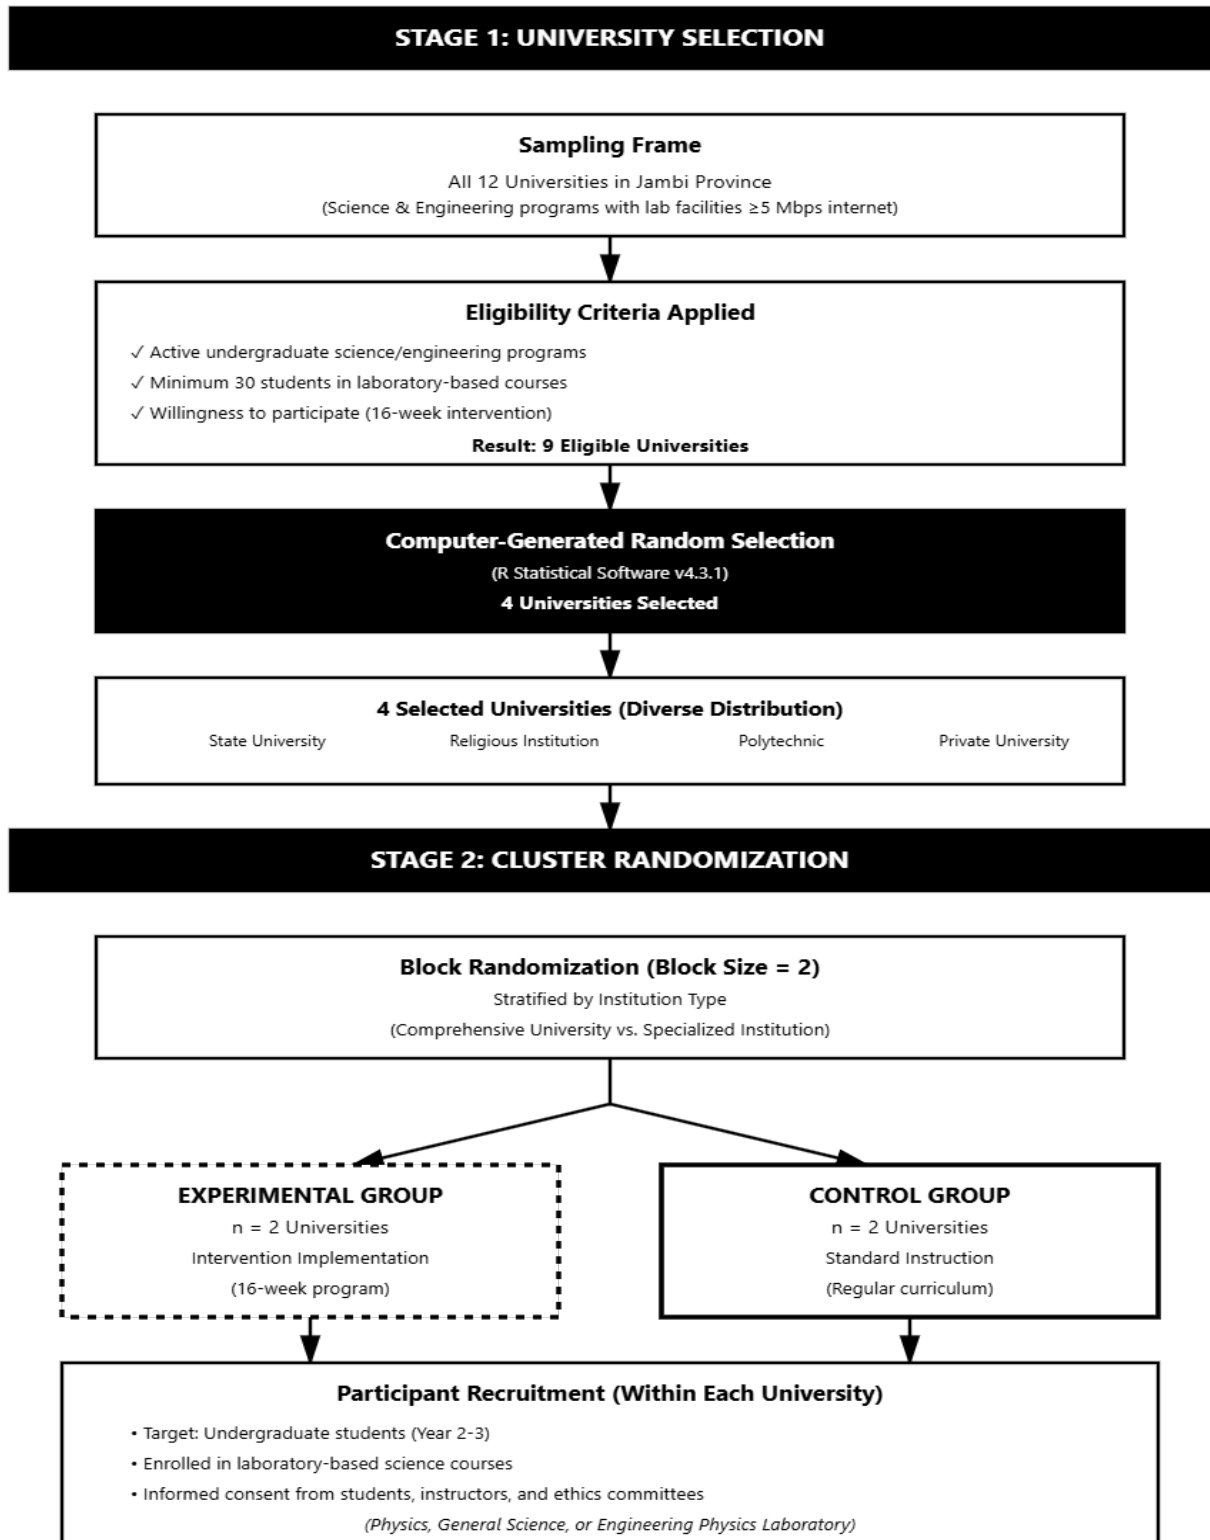 STAGE 1: UNIVERSITY SELECTION
Sampling Frame
All 12 Universities in Jambi Province
(Science & Engineering programs with lab facilities ≥5 Mbps internet)
Eligibility Criteria Applied
✓ Active undergraduate science/engineering programs
✓ Minimum 30 students in laboratory-based courses
✓ Willingness to participate (16-week intervention)
Result: 9 Eligible Universities
Computer-Generated Random Selection
(R Statistical Software v4.3.1)
4 Universities Selected
4 Selected Universities (Diverse Distribution)
State University Religious Institution Polytechnic Private University
STAGE 2: CLUSTER RANDOMIZATION
Block Randomization (Block Size = 2)
Stratified by Institution Type
(Comprehensive University vs. Specialized Institution)
EXPERIMENTAL GROUP
n = 2 Universities
Intervention Implementation
(16-week program)
CONTROL GROUP
n = 2 Universities
Standard Instruction
(Regular curriculum)
Participant Recruitment (Within Each University)
• Target: Undergraduate students (Year 2-3)
• Enrolled in laboratory-based science courses
• Informed consent from students, instructors, and ethics committees
(Physics, General Science, or Engineering Physics Laboratory)